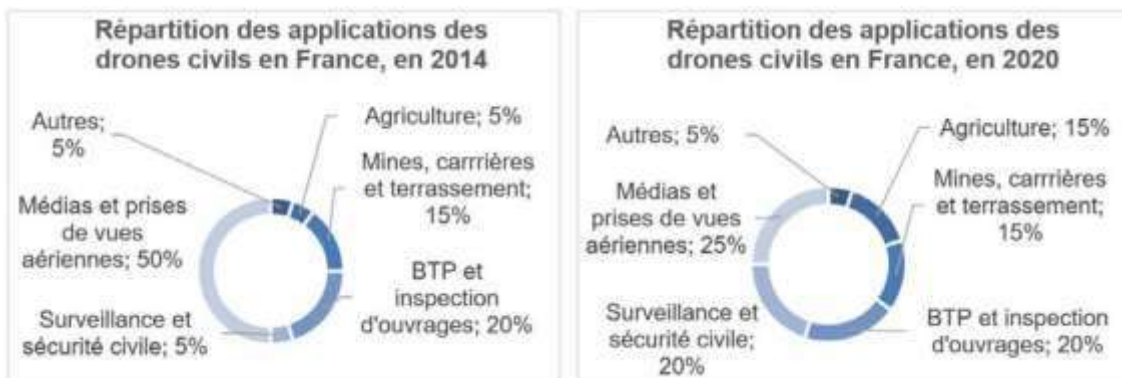 Répartition des applications des
drones civils en France, en 2014
Autres;
5%
Agriculture; 5%
Mines, carrrières
et terrassement;
15%
Médias et prises
de vues
aériennes; 50%
BTP et
inspection
d'ouvrages; 20%
Surveillance et
sécurité civile; 5%
Répartition des applications des
drones civils en France, en 2020
Autres; 5%
Agriculture; 15%
Médias et
prises de vues
aériennes; 25%
Mines, carrrières
et terrassement;
15%
Surveillance et
sécurité civile;
20%
BTP et inspection
d'ouvrages; 20%